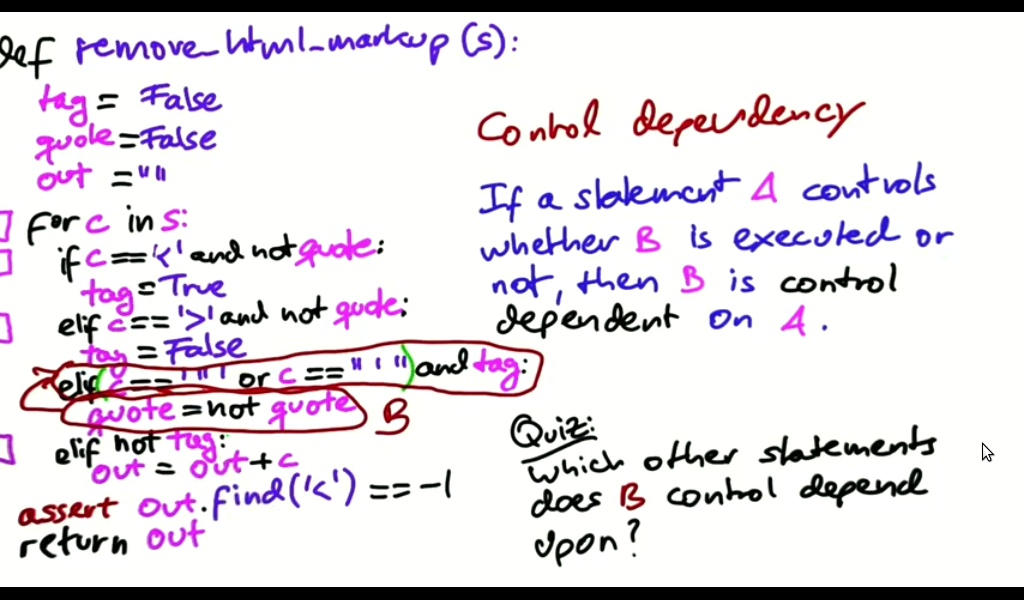 def remove_html_markup (s):
tag = False
quote = False
out = ""
for c in s:
if c == '<' and not quote:
tag = True
elif c == '>' and not quote:
tag = False
elif (c == '"' or c == "'") and tag:
quote = not quote
B
elif not tag:
out = out + c
assert out.find('<') == -1
return out
Control dependency
If a statement A controls
whether B is executed or
not, then B is control
dependent on A.
Quiz:
Which other statements
does B control depend
upon?